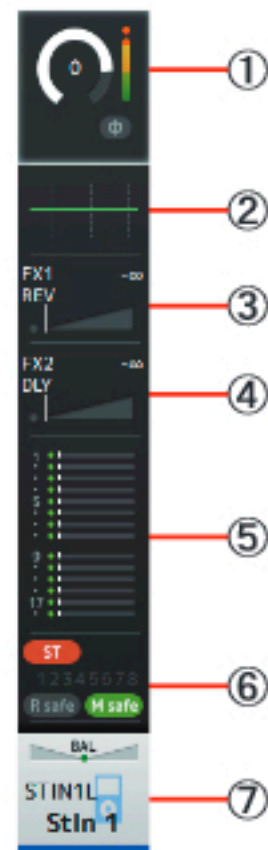 0
①
Φ
②
FX1 -∞
REV
③
FX2 -∞
DLY
④
1
5
⑤
9
17
ST
12345678
⑥
R safe M safe
BAL
STIN1L
⑦
StIn 1